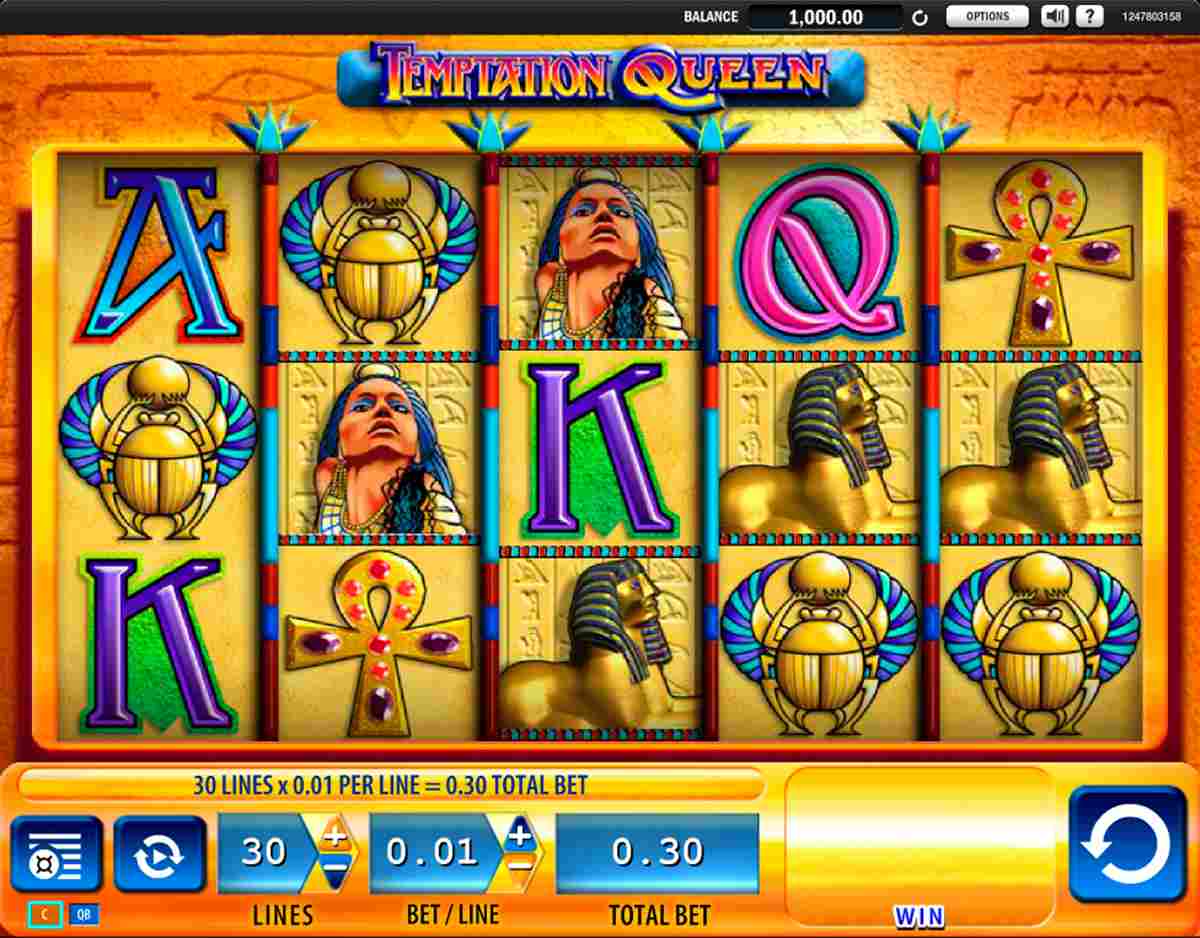 BALANCE 1,000.00 OPTIONS ? 1247803158
TEMPTATION QUEEN
A Q
K
K
30 LINES x 0.01 PER LINE = 0.30 TOTAL BET
30 + − 0.01 + − 0.30
C QB LINES BET / LINE TOTAL BET WIN